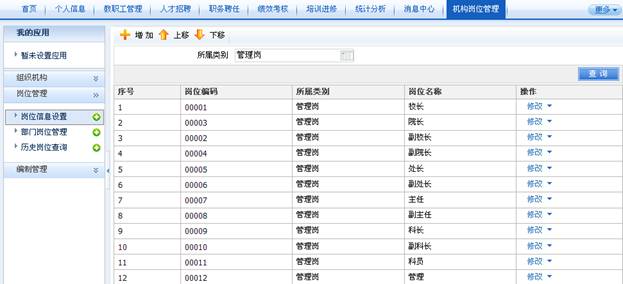 首页 个人信息 教职工管理 人才招聘 职务聘任 绩效考核 培训进修 统计分析 消息中心 机构岗位管理 更多
我的应用
暂未设置应用
组织机构
岗位管理
岗位信息设置
部门岗位管理
历史岗位查询
编制管理
增加 上移 下移
所属类别 管理岗
查询
序号 岗位编码 所属类别 岗位名称 操作
1 00001 管理岗 校长 修改
2 00003 管理岗 院长 修改
3 00002 管理岗 副校长 修改
4 00004 管理岗 副院长 修改
5 00005 管理岗 处长 修改
6 00006 管理岗 副处长 修改
7 00007 管理岗 主任 修改
8 00008 管理岗 副主任 修改
9 00009 管理岗 科长 修改
10 00010 管理岗 副科长 修改
11 00011 管理岗 科员 修改
12 00012 管理岗 管理 修改